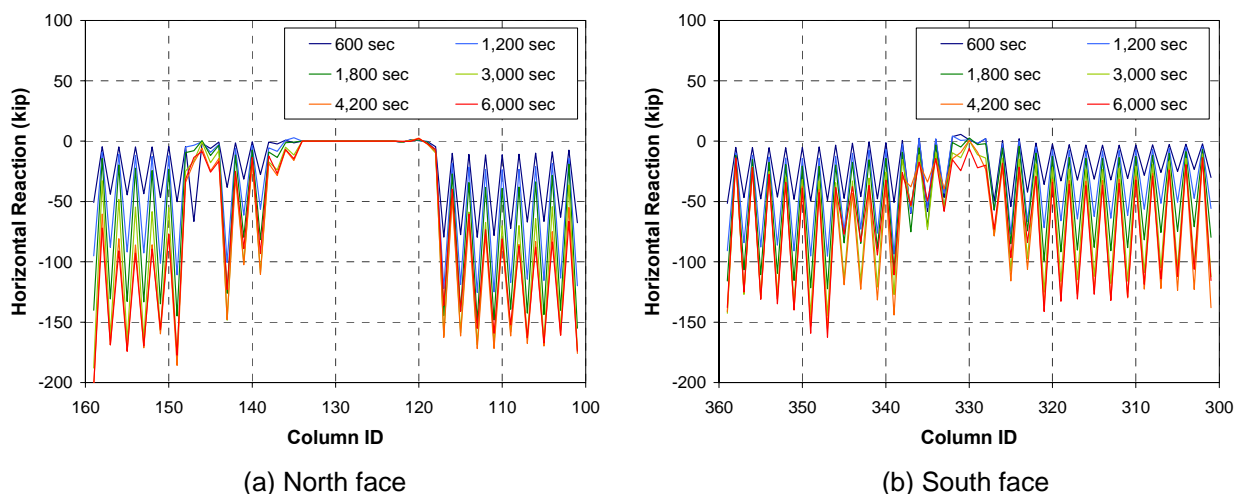 100
50
0
-50
-100
-150
-200
Horizontal Reaction (kip)
600 sec 1,200 sec
1,800 sec 3,000 sec
4,200 sec 6,000 sec
160 150 140 130 120 110 100
Column ID
(a) North face
100
50
0
-50
-100
-150
-200
Horizontal Reaction (kip)
600 sec 1,200 sec
1,800 sec 3,000 sec
4,200 sec 6,000 sec
360 350 340 330 320 310 300
Column ID
(b) South face